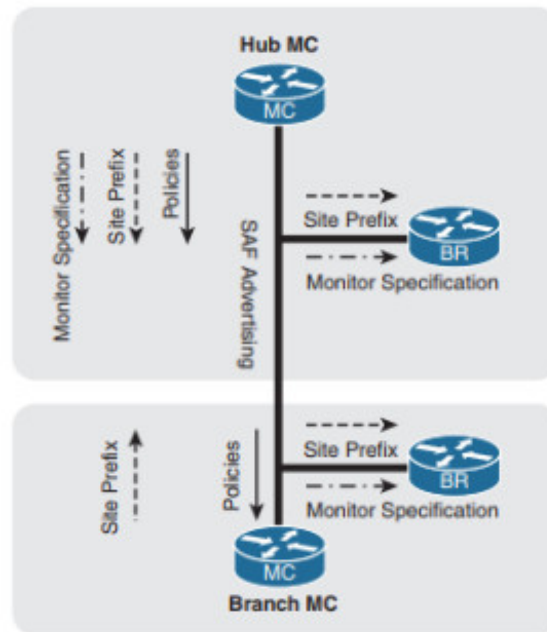 Hub MC
MC
Monitor Specification
Site Prefix
Policies
SAF Advertising
Site Prefix
BR
Monitor Specification
Site Prefix
Policies
Site Prefix
BR
Monitor Specification
MC
Branch MC